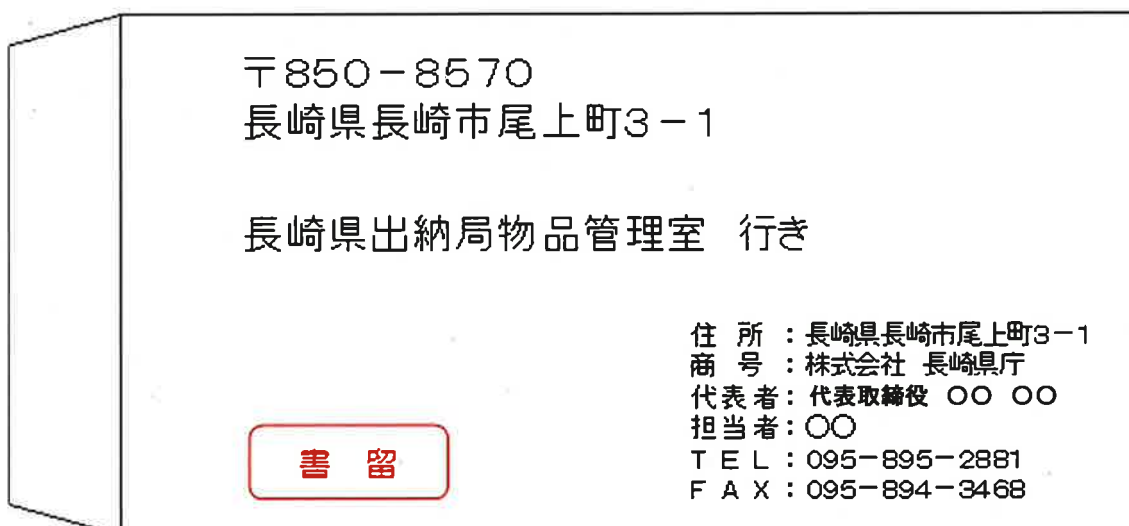 〒850-8570
長崎県長崎市尾上町3-1
長崎県出納局物品管理室 行き
住 所 : 長崎県長崎市尾上町3-1
商 号 : 株式会社 長崎県庁
代表者: 代表取締役 〇〇 〇〇
担当者: 〇〇
T E L : 095-895-2881
F A X : 095-894-3468
書 留